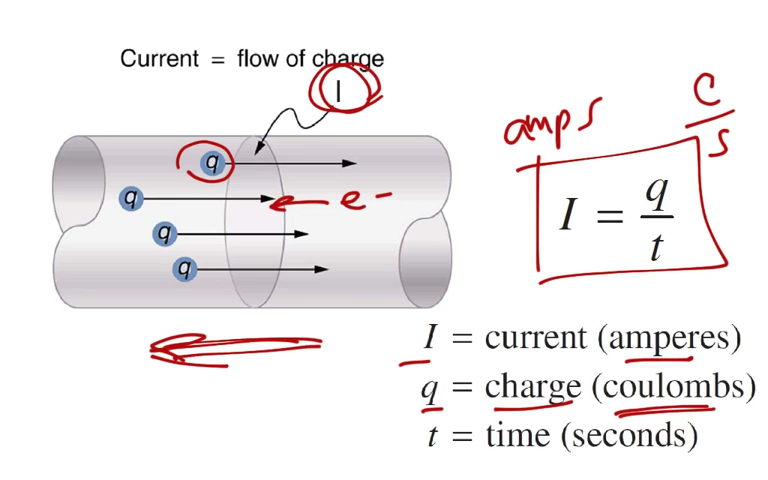 Current = flow of charge
I
amps
C/s
q
q
e-
q
q
I = q/t
I = current (amperes)
q = charge (coulombs)
t = time (seconds)